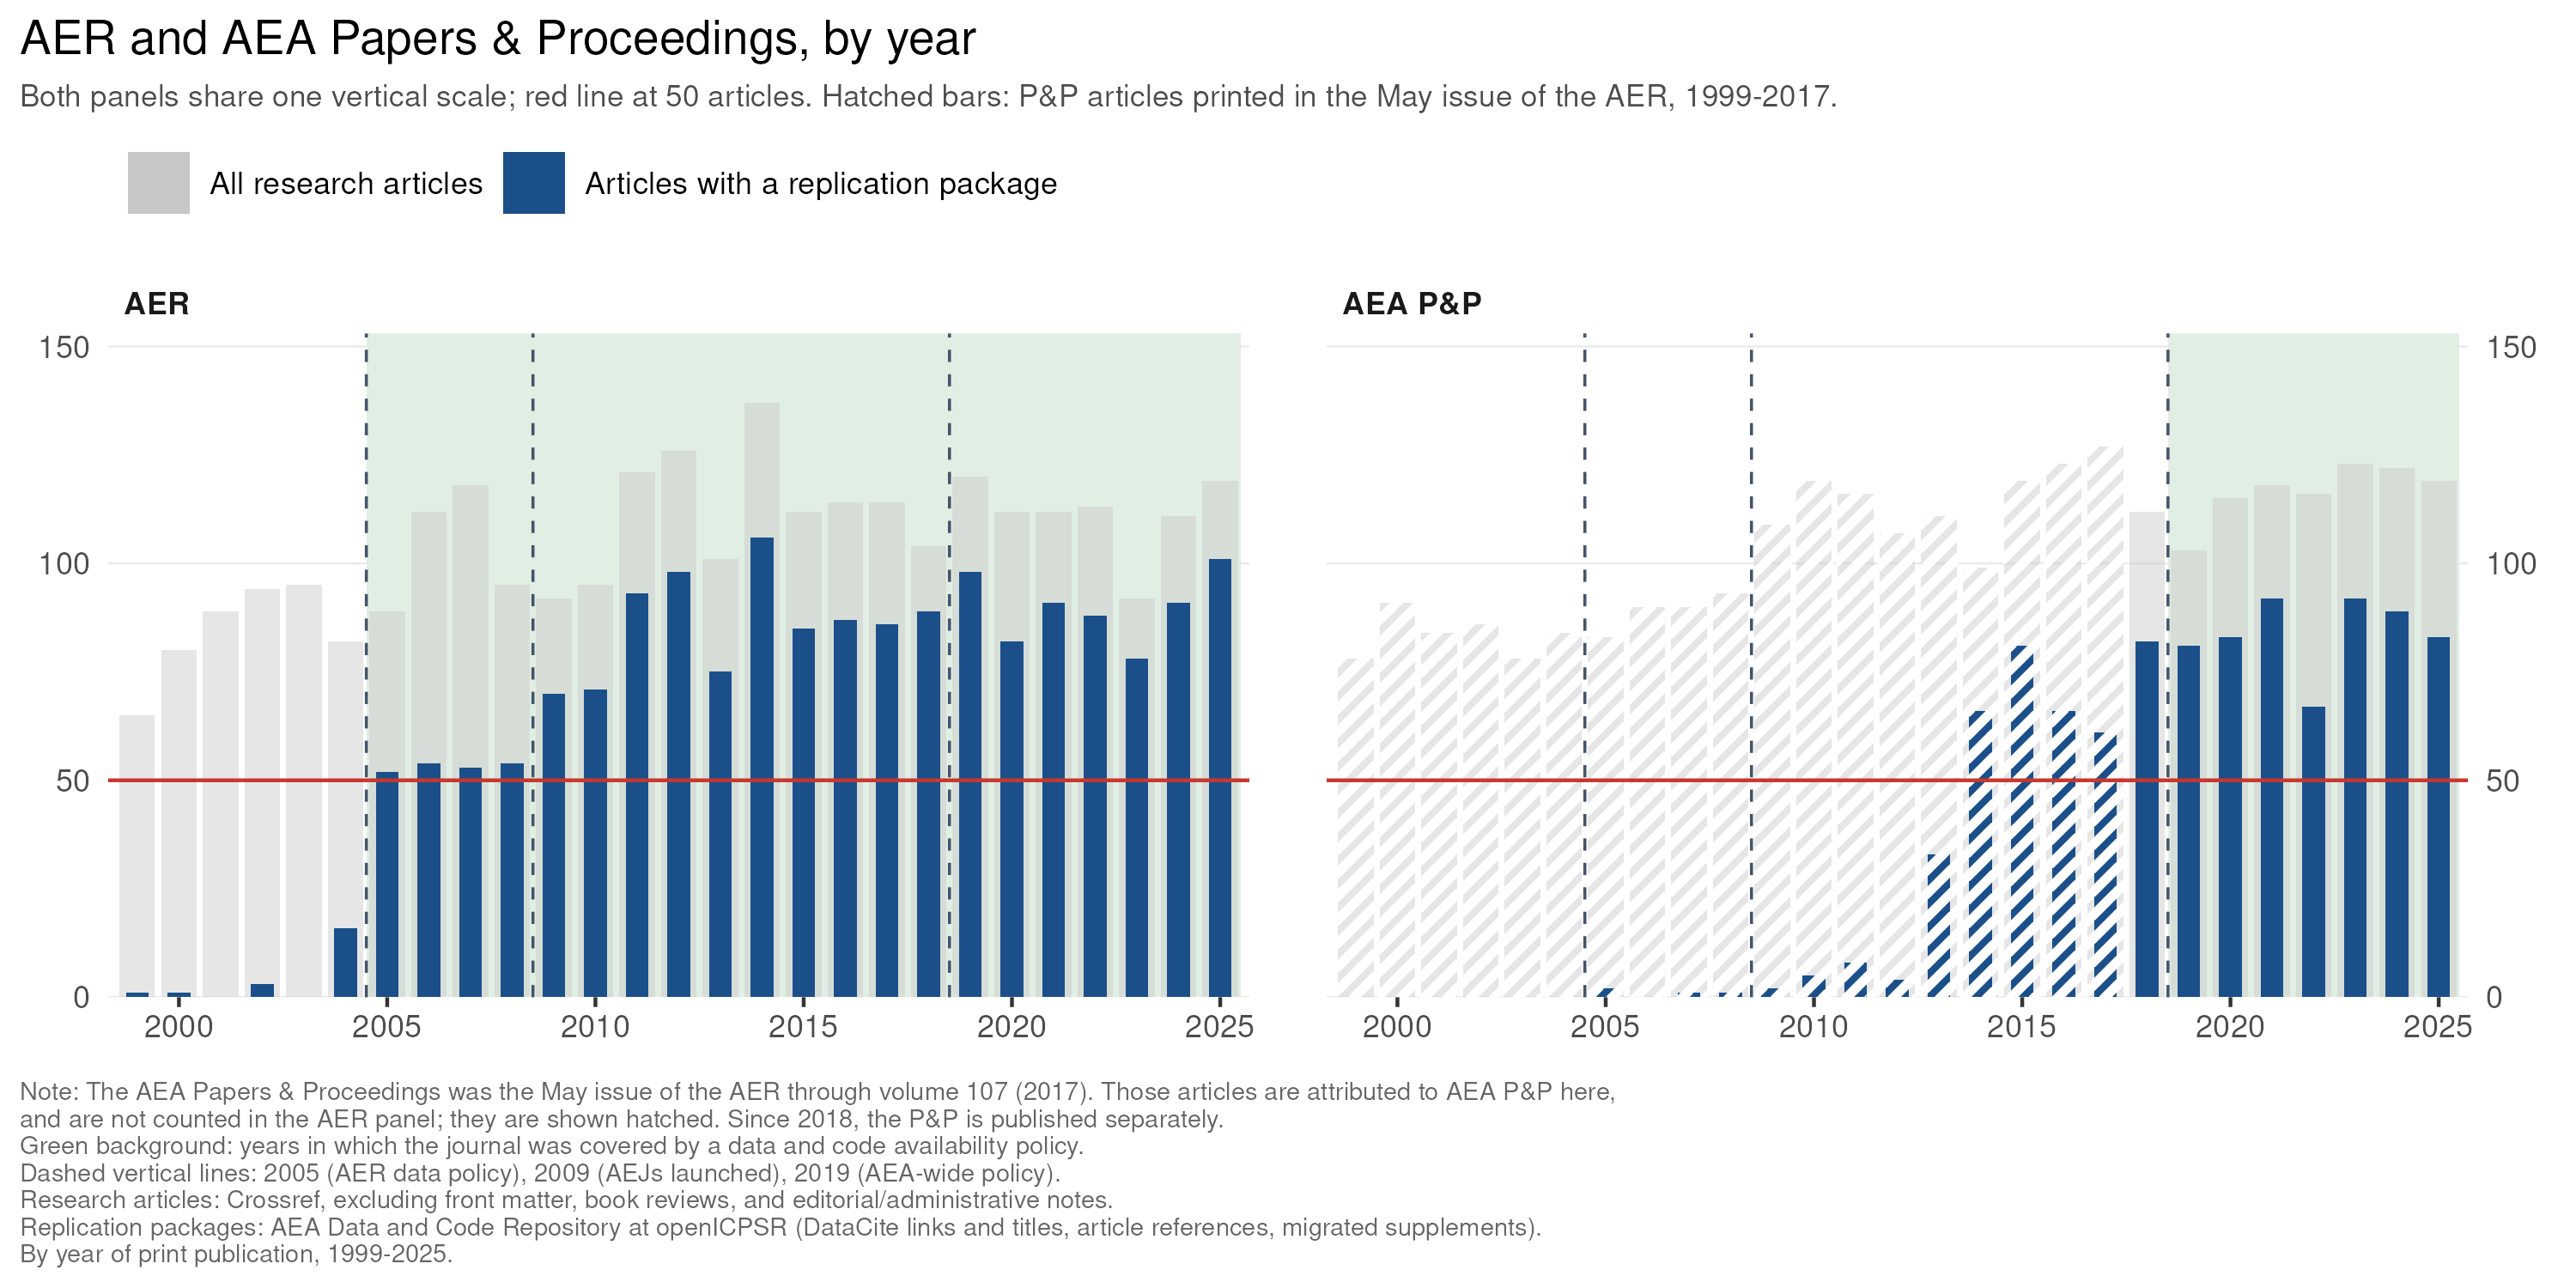 AER and AEA Papers & Proceedings, by year
Both panels share one vertical scale; red line at 50 articles. Hatched bars: P&P articles printed in the May issue of the AER, 1999-2017.
All research articles
Articles with a replication package
AER
150
100
50
0
2000
2005
2010
2015
2020
2025
AEA P&P
150
100
50
0
2000
2005
2010
2015
2020
2025
Note: The AEA Papers & Proceedings was the May issue of the AER through volume 107 (2017). Those articles are attributed to AEA P&P here,
and are not counted in the AER panel; they are shown hatched. Since 2018, the P&P is published separately.
Green background: years in which the journal was covered by a data and code availability policy.
Dashed vertical lines: 2005 (AER data policy), 2009 (AEJs launched), 2019 (AEA-wide policy).
Research articles: Crossref, excluding front matter, book reviews, and editorial/administrative notes.
Replication packages: AEA Data and Code Repository at openICPSR (DataCite links and titles, article references, migrated supplements).
By year of print publication, 1999-2025.